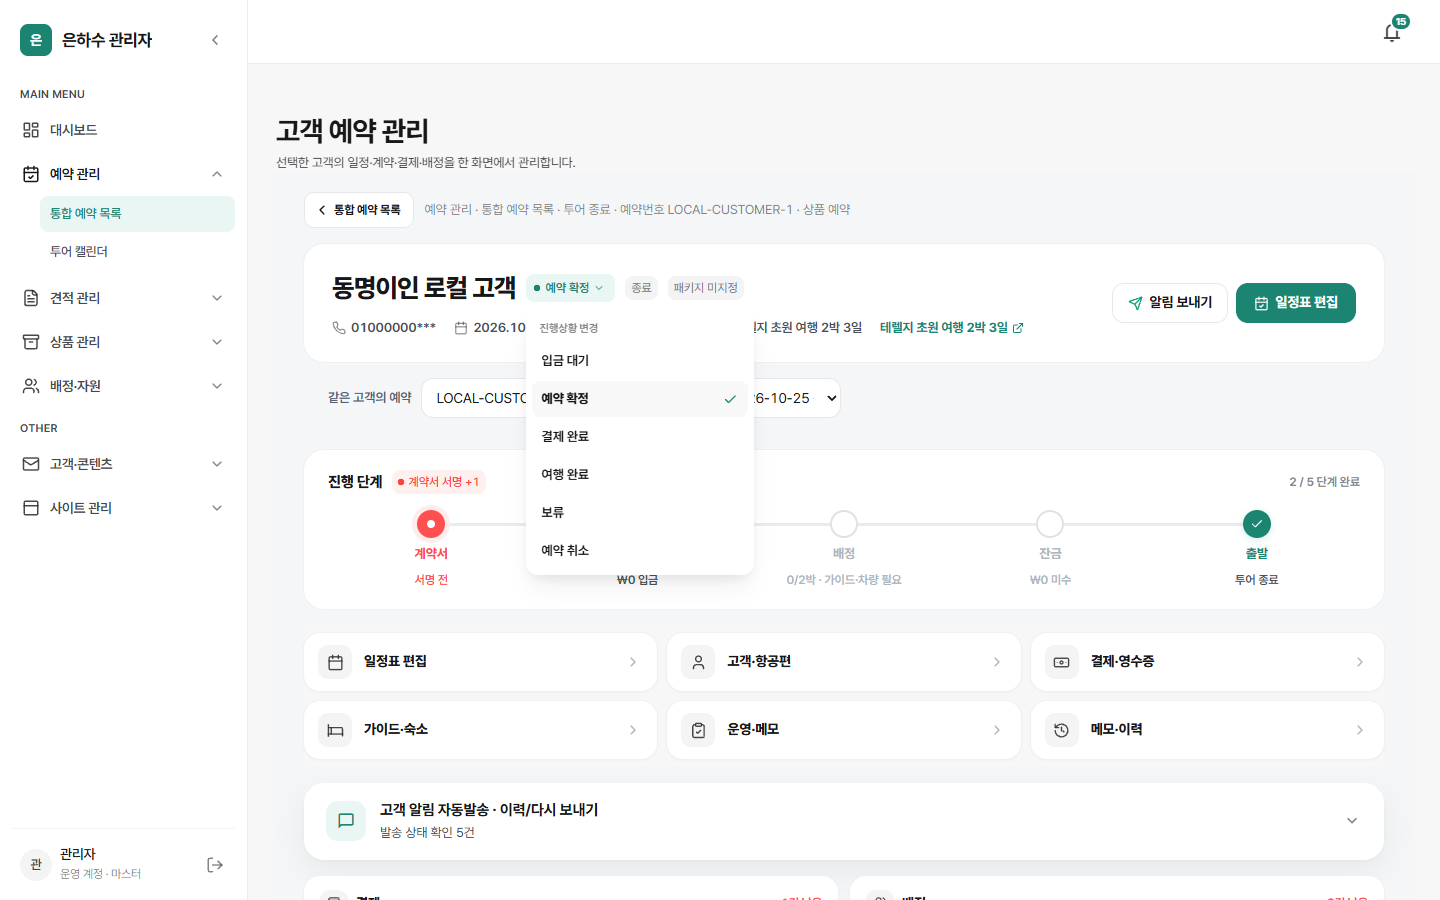 은 은하수 관리자
15
MAIN MENU
대시보드
예약 관리
통합 예약 목록
투어 캘린더
견적 관리
상품 관리
배정·자원
OTHER
고객·콘텐츠
사이트 관리
관 관리자
운영 계정 · 마스터
고객 예약 관리
선택한 고객의 일정·계약·결제·배정을 한 화면에서 관리합니다.
통합 예약 목록 예약 관리 · 통합 예약 목록 · 투어 종료 · 예약번호 LOCAL-CUSTOMER-1 · 상품 예약
동명이인 로컬 고객 예약 확정 종료 패키지 미지정
알림 보내기 일정표 편집
01000000*** 2026.10 지 초원 여행 2박 3일 테렐지 초원 여행 2박 3일
진행상황 변경
입금 대기
예약 확정
결제 완료
여행 완료
보류
예약 취소
같은 고객의 예약 LOCAL-CUSTO 6-10-25
진행 단계 계약서 서명 +1 2 / 5 단계 완료
계약서 배정 잔금 출발
서명 전 ₩0 입금 0/2박 · 가이드·차량 필요 ₩0 미수 투어 종료
일정표 편집 고객·항공편 결제·영수증
가이드·숙소 운영·메모 메모·이력
고객 알림 자동발송 · 이력/다시 보내기
발송 상태 확인 5건